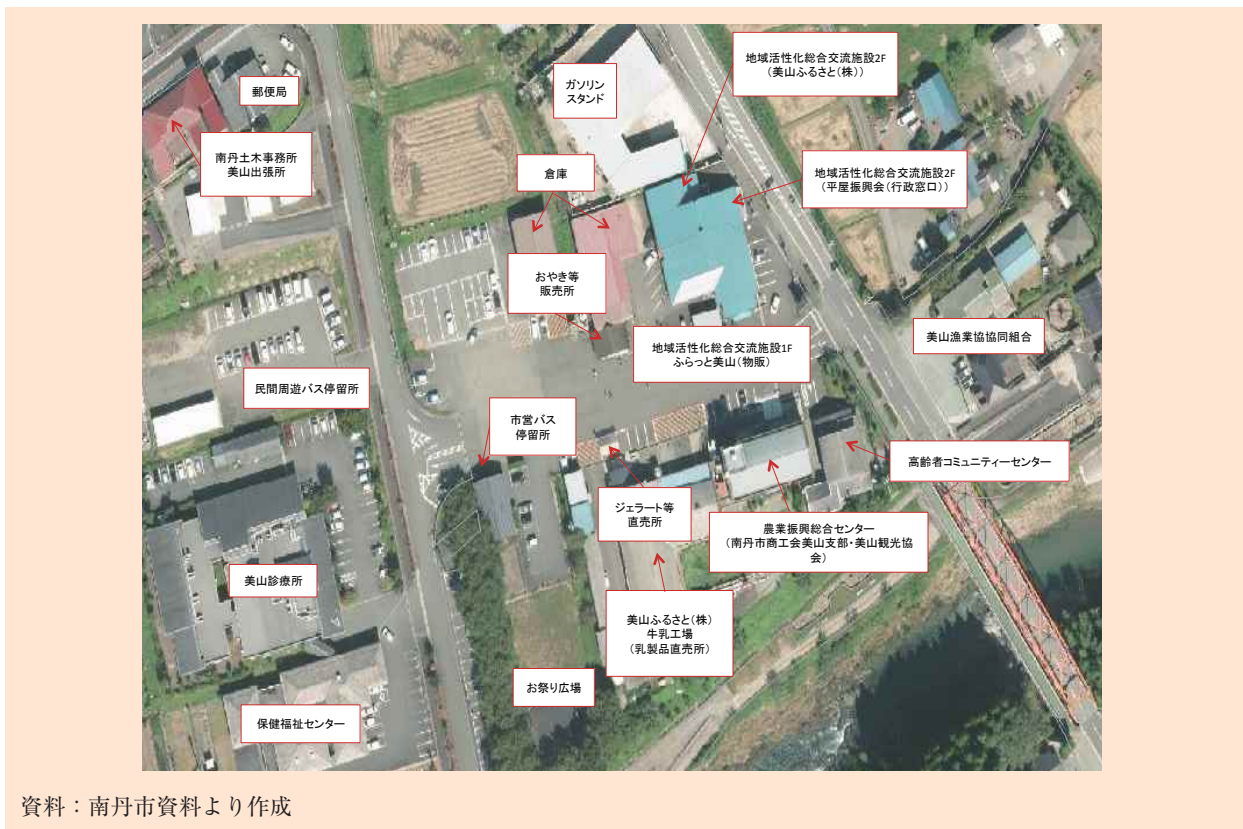 地域活性化総合交流施設2F
(美山ふるさと(株))
ガソリン
スタンド
郵便局
南丹土木事務所
美山出張所
倉庫
地域活性化総合交流施設2F
(平屋振興会(行政窓口))
おやき等
販売所
地域活性化総合交流施設1F
ふらっと美山(物販)
美山漁業協協同組合
民間周遊バス停留所
市営バス
停留所
高齢者コミュニティーセンター
ジェラート等
直売所
農業振興総合センター
(南丹市商工会美山支部・美山観光協
会)
美山診療所
美山ふるさと(株)
牛乳工場
(乳製品直売所)
お祭り広場
保健福祉センター
資料:南丹市資料より作成